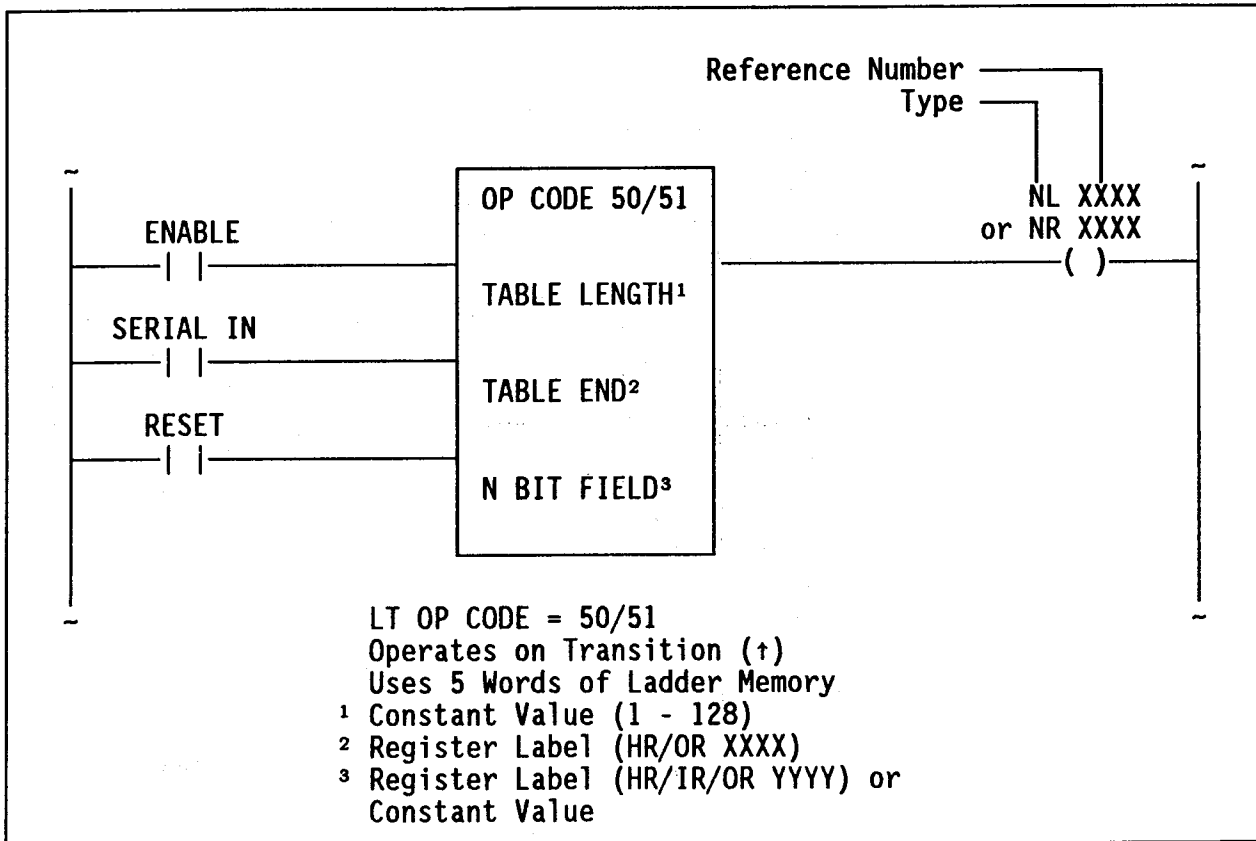 Reference Number
Type
NL XXXX
or NR XXXX
( )
~
~
ENABLE
SERIAL IN
RESET
OP CODE 50/51
TABLE LENGTH¹
TABLE END²
N BIT FIELD³
~
~
LT OP CODE = 50/51
Operates on Transition (↑)
Uses 5 Words of Ladder Memory
¹ Constant Value (1 - 128)
² Register Label (HR/OR XXXX)
³ Register Label (HR/IR/OR YYYY) or
Constant Value